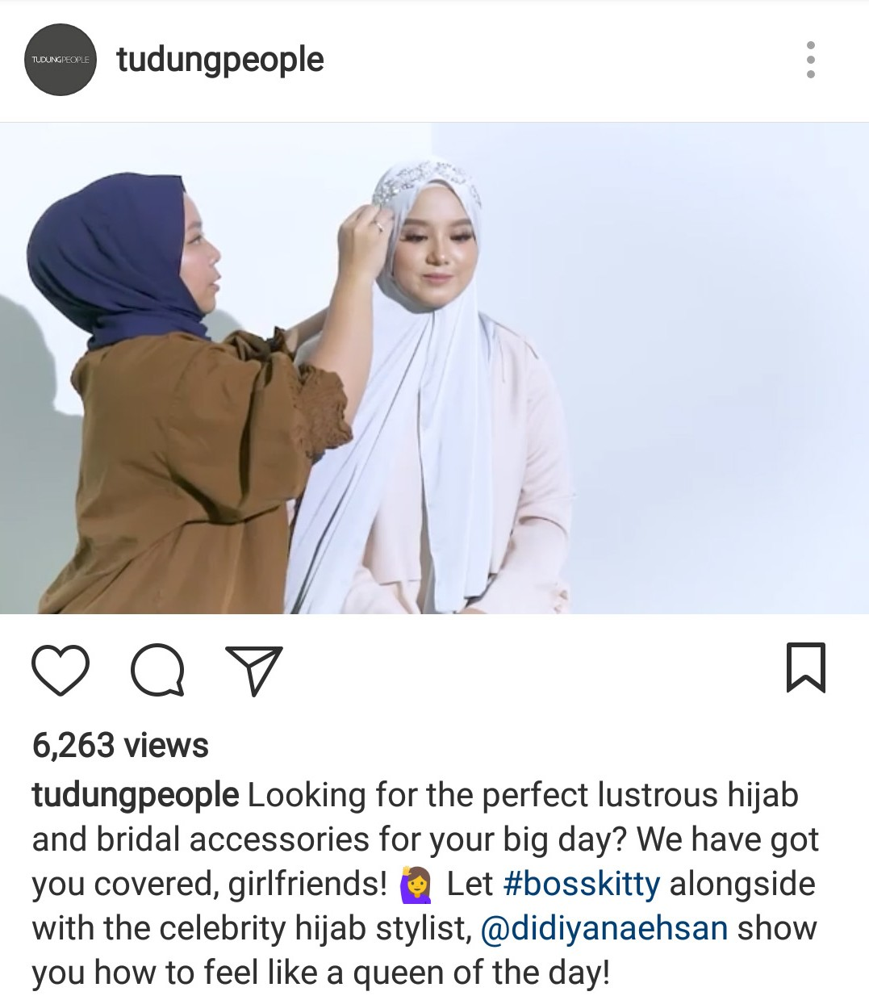 TUDUNGPEOPLE
tudungpeople
6,263 views
tudungpeople Looking for the perfect lustrous hijab
and bridal accessories for your big day? We have got
you covered, girlfriends! 🙋‍♀️ Let #bosskitty alongside
with the celebrity hijab stylist, @didiyanaehsan show
you how to feel like a queen of the day!